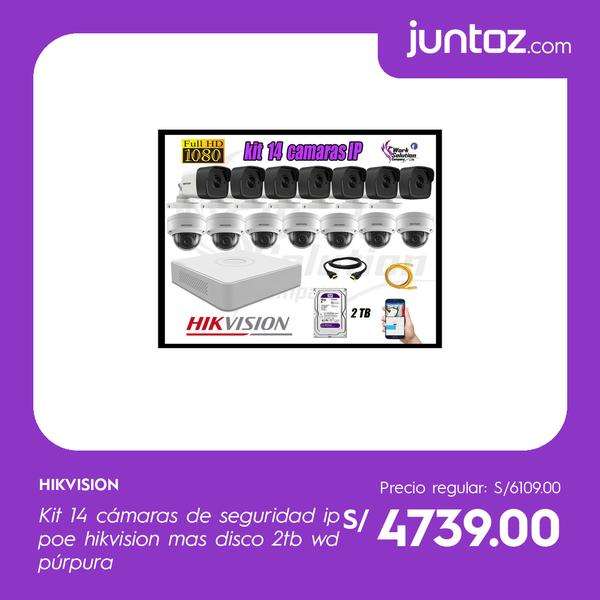 juntoz.com
Full HD
1080
kit 14 camaras IP
Work
Solution
Company
HIKVISION
2 TB
HIKVISION
Kit 14 cámaras de seguridad ip
poe hikvision mas disco 2tb wd
púrpura
Precio regular: S/6109.00
S/ 4739.00